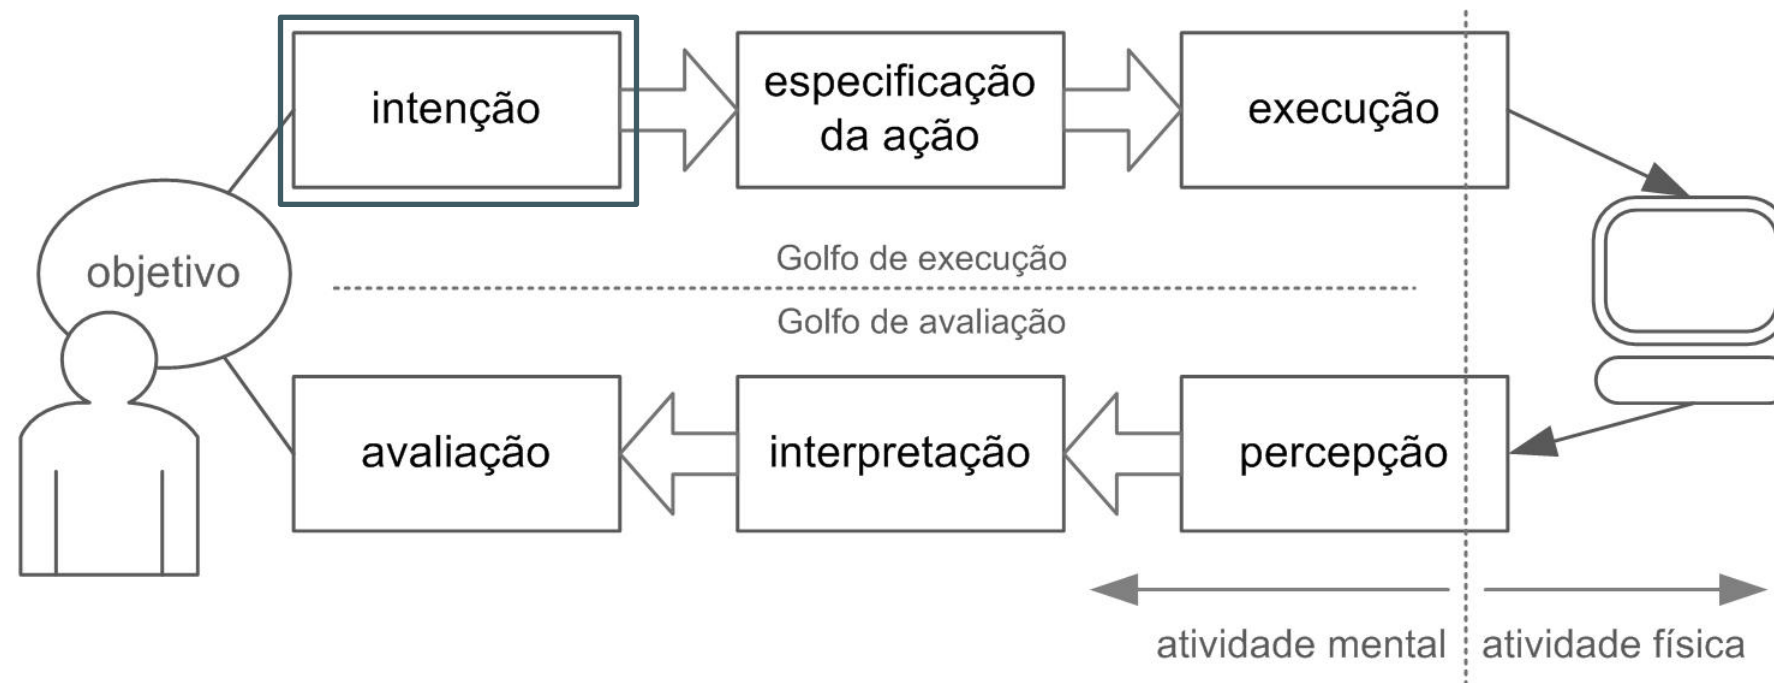 intenção
especificação
da ação
execução
objetivo
Golfo de execução
Golfo de avaliação
avaliação
interpretação
percepção
atividade mental
atividade física